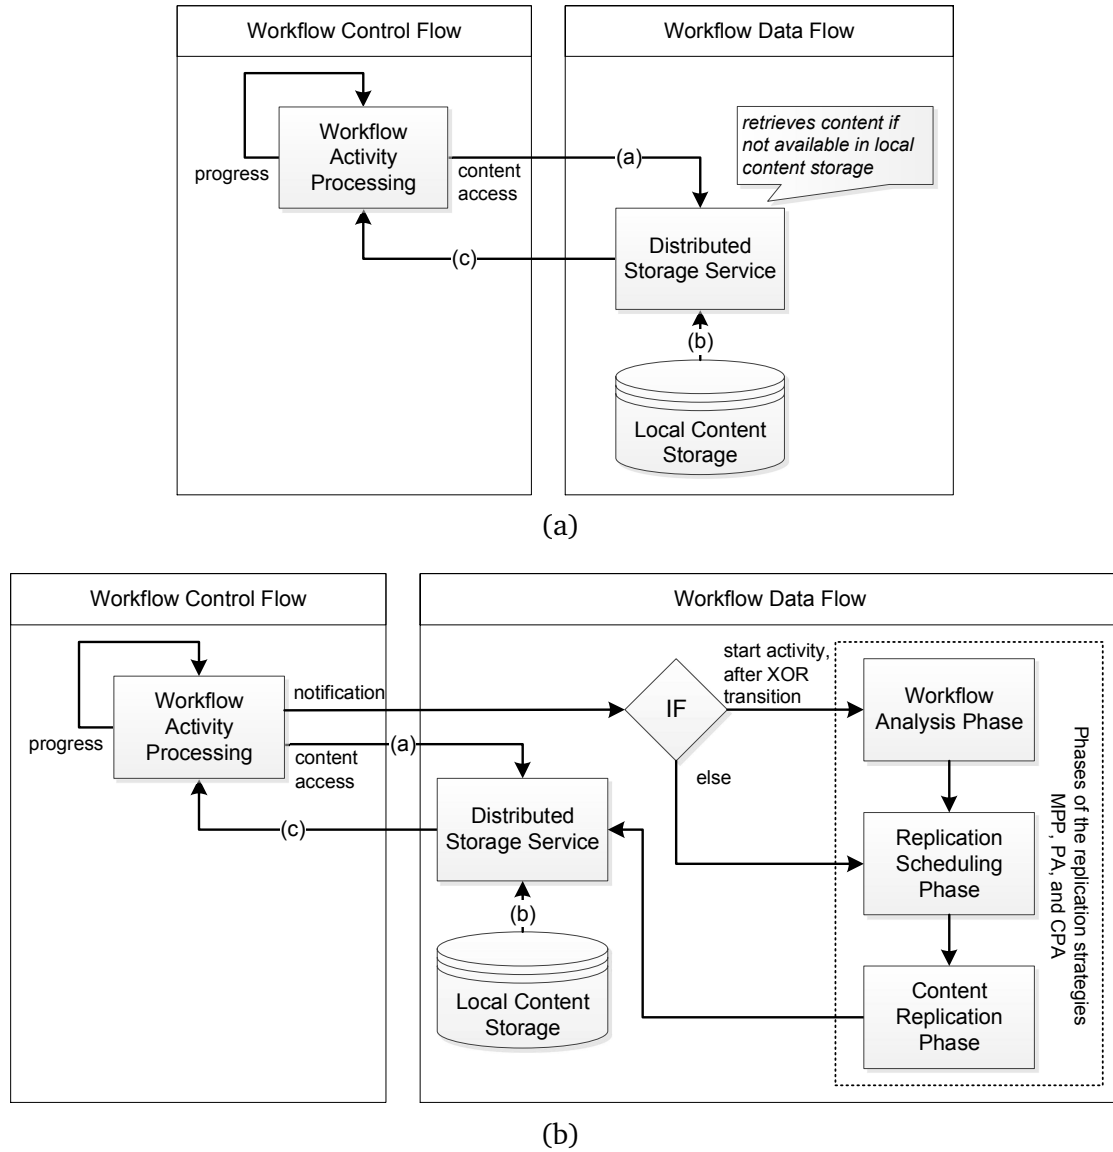 Workflow Control Flow
Workflow Data Flow
Workflow
Activity
Processing
progress
content
access
(a)
retrieves content if
not available in local
content storage
Distributed
Storage Service
(c)
(b)
Local Content
Storage
(a)
Workflow Control Flow
Workflow Data Flow
Workflow
Activity
Processing
progress
notification
content
access
(a)
(c)
IF
start activity,
after XOR
transition
else
Workflow
Analysis Phase
Distributed
Storage Service
Replication
Scheduling
Phase
(b)
Local Content
Storage
Content
Replication
Phase
Phases of the replication strategies
MPP, PA, and CPA
(b)